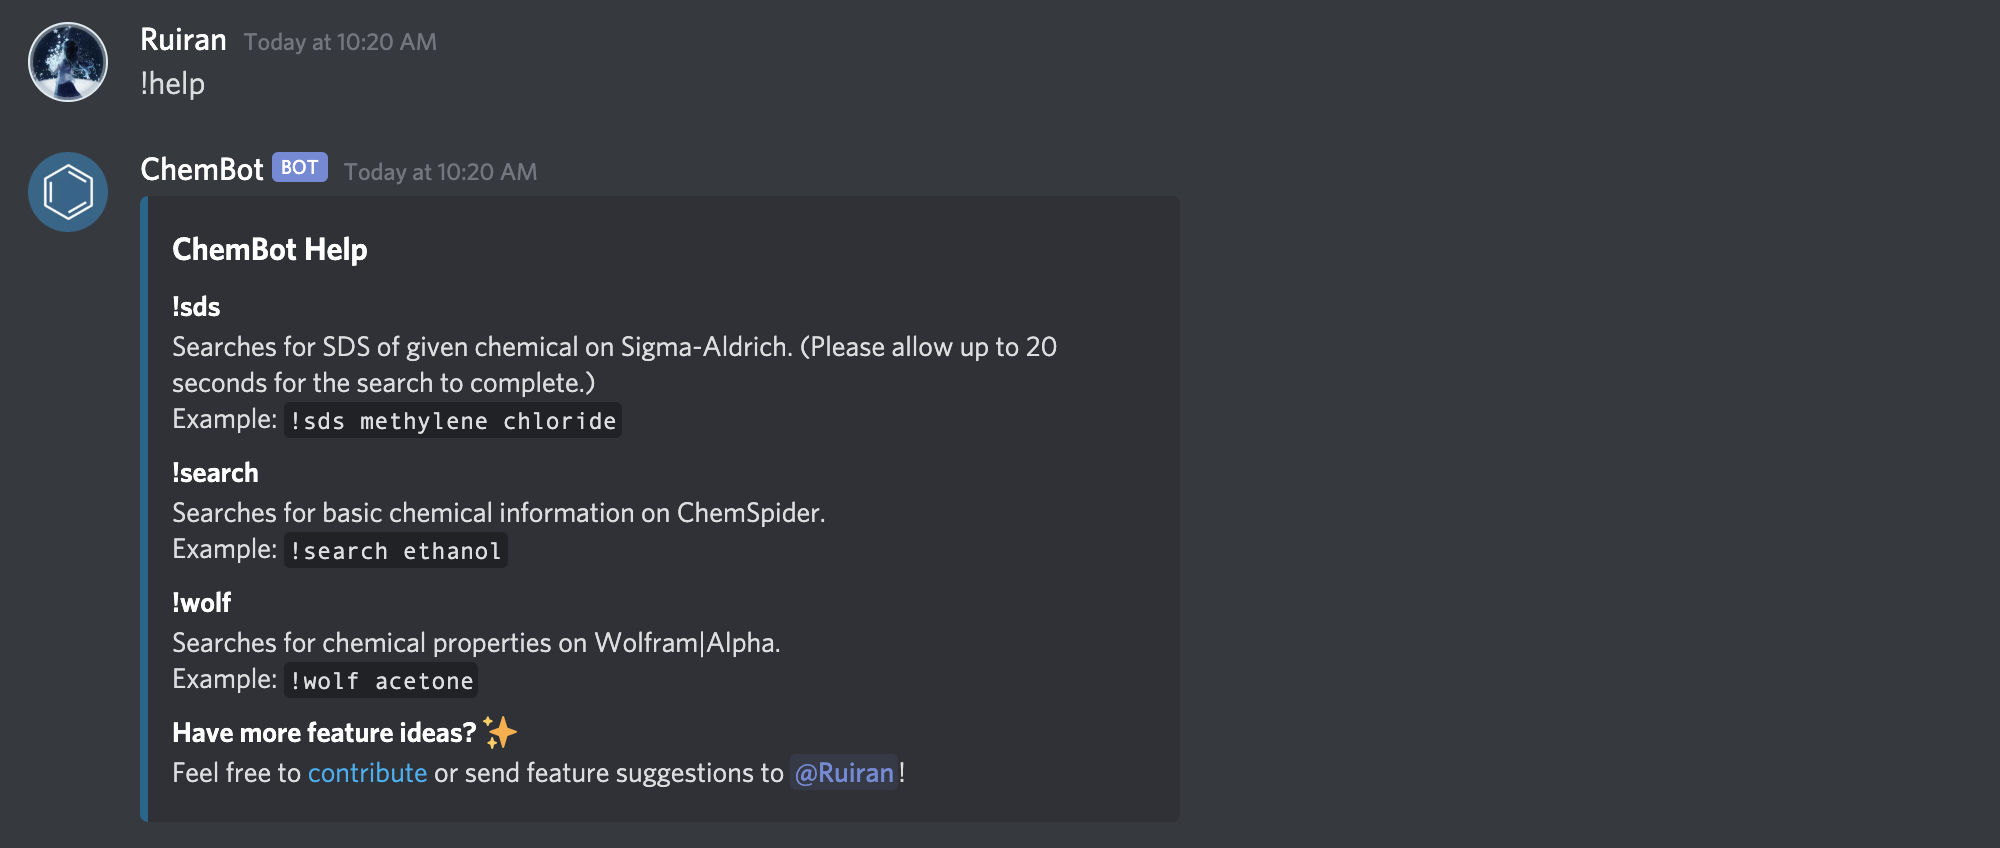 Ruiran Today at 10:20 AM
!help
ChemBot BOT Today at 10:20 AM
ChemBot Help
!sds
Searches for SDS of given chemical on Sigma-Aldrich. (Please allow up to 20
seconds for the search to complete.)
Example: !sds methylene chloride
!search
Searches for basic chemical information on ChemSpider.
Example: !search ethanol
!wolf
Searches for chemical properties on Wolfram|Alpha.
Example: !wolf acetone
Have more feature ideas? ✨
Feel free to contribute or send feature suggestions to @Ruiran!